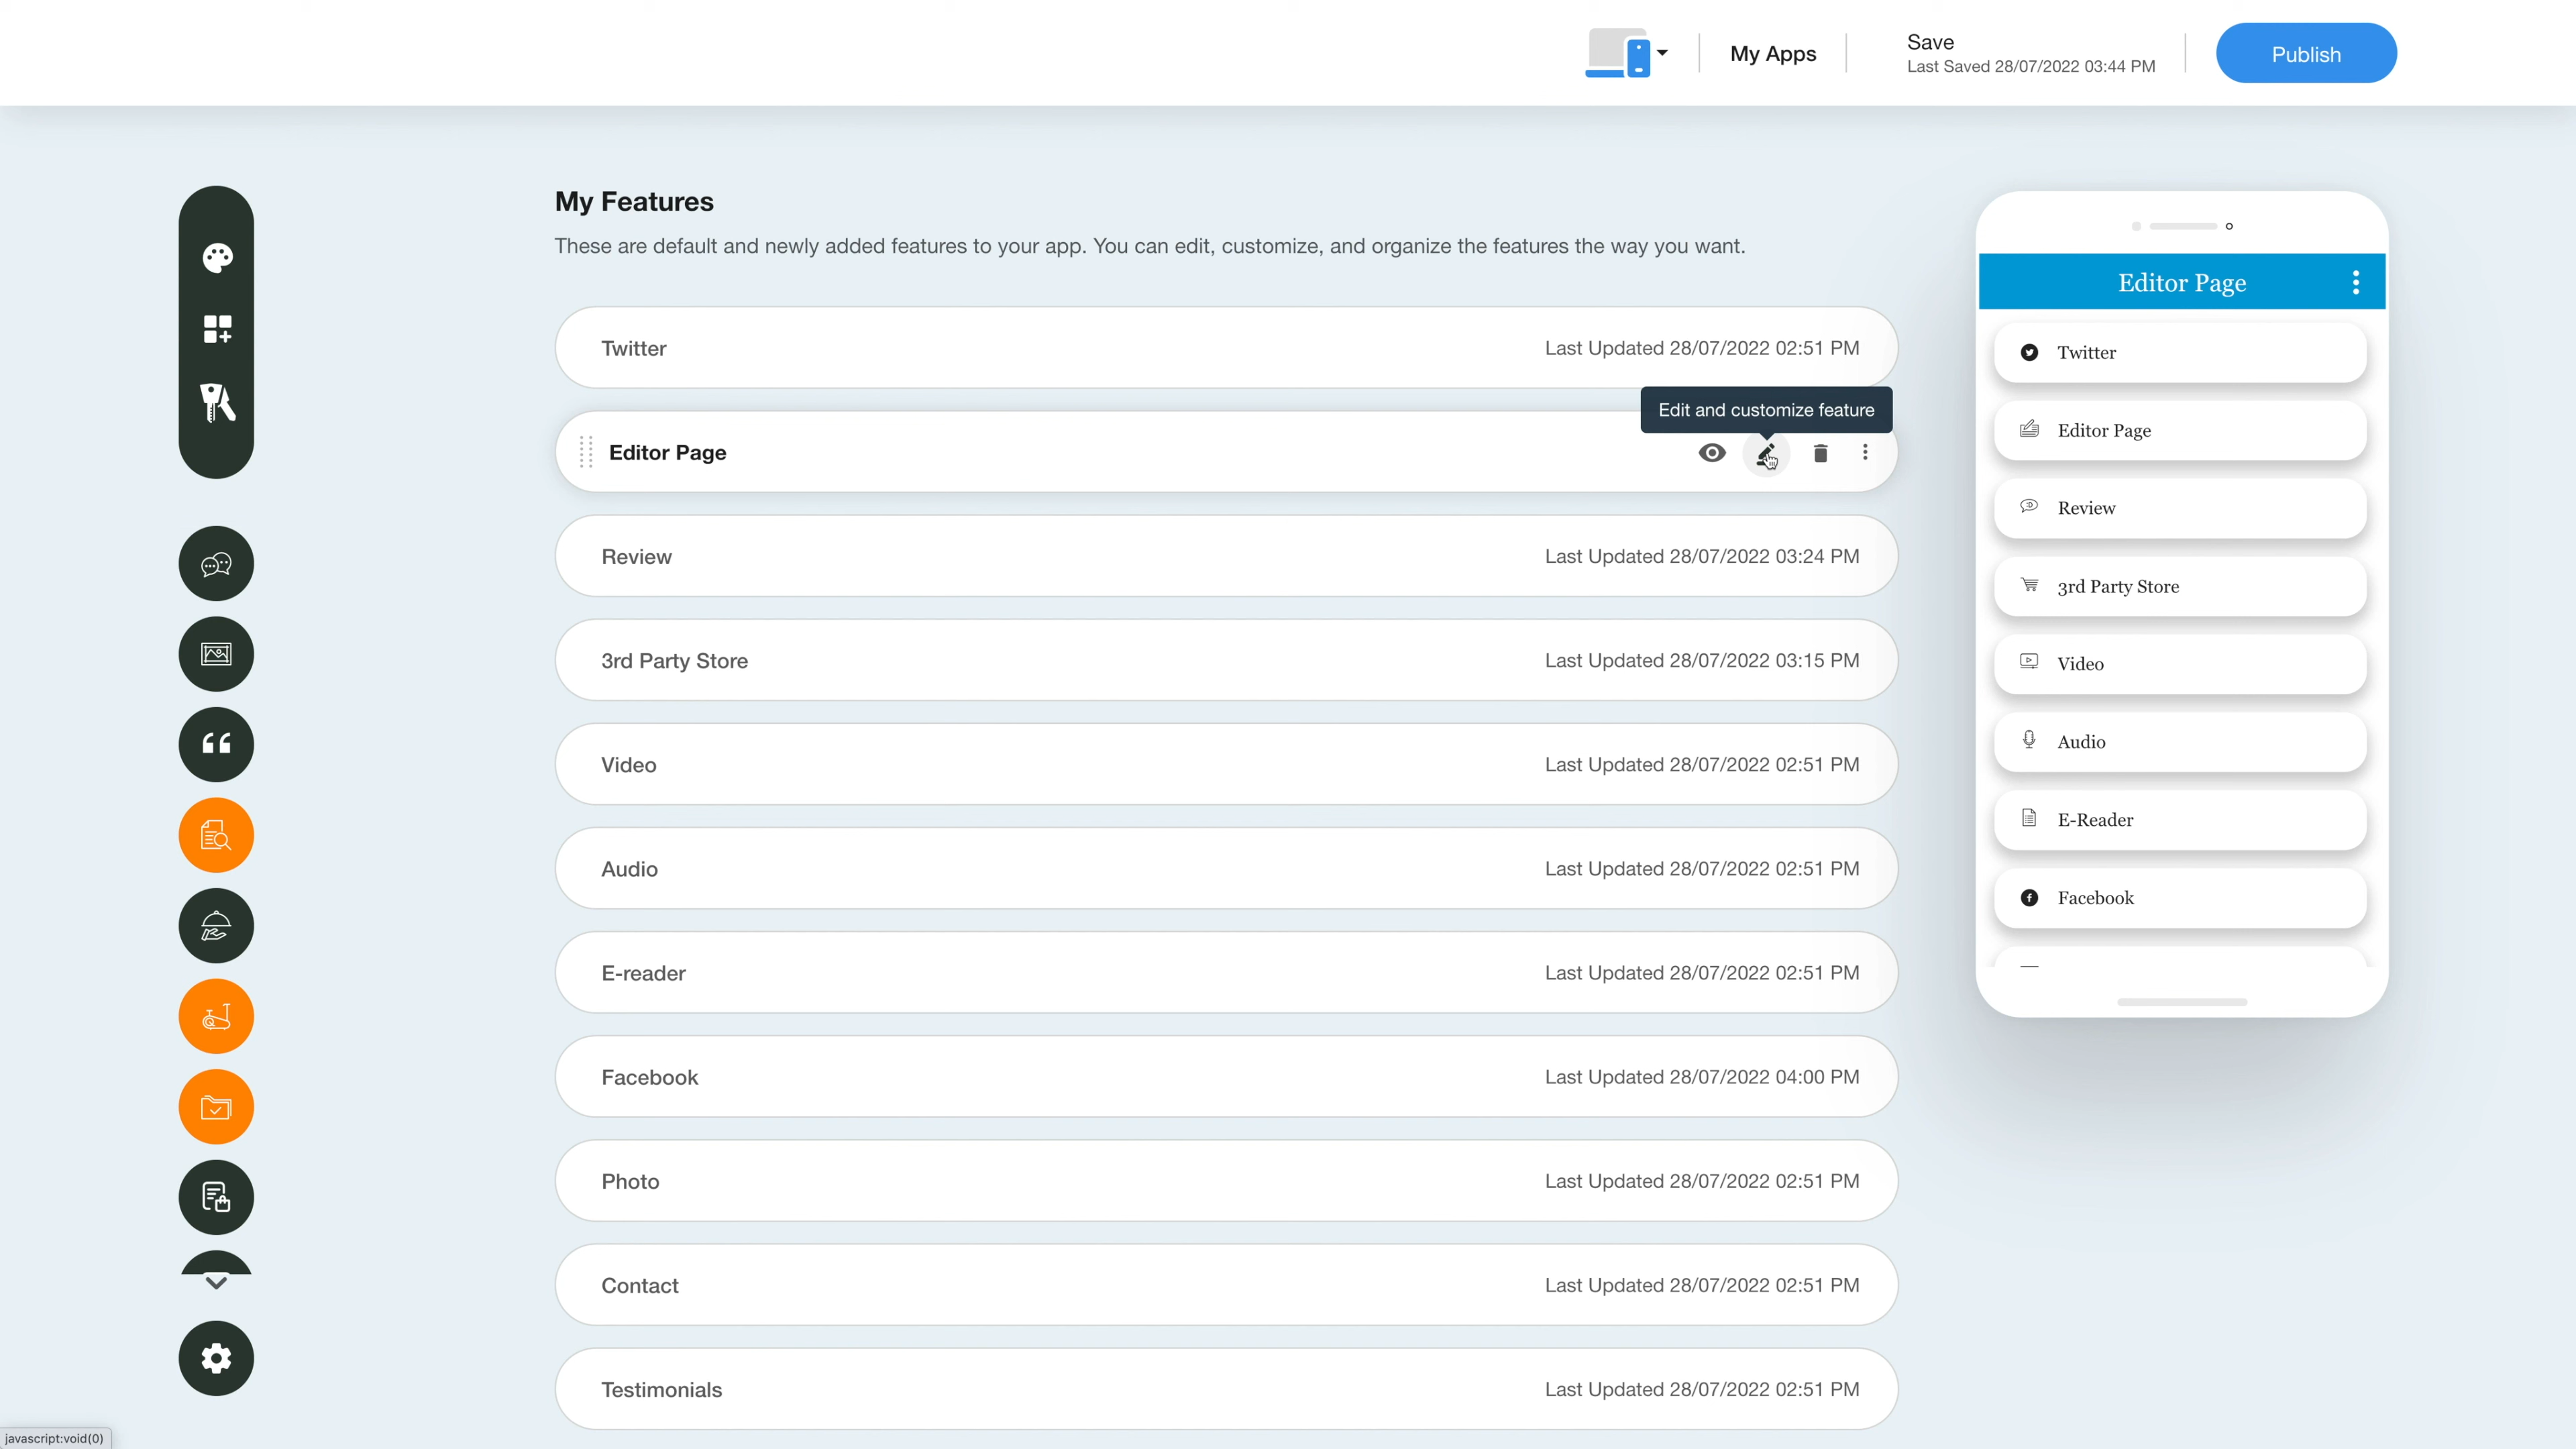 My Apps
Save
Last Saved 28/07/2022 03:44 PM
Publish
My Features
These are default and newly added features to your app. You can edit, customize, and organize the features the way you want.
Twitter Last Updated 28/07/2022 02:51 PM
Edit and customize feature
Editor Page
Review Last Updated 28/07/2022 03:24 PM
3rd Party Store Last Updated 28/07/2022 03:15 PM
Video Last Updated 28/07/2022 02:51 PM
Audio Last Updated 28/07/2022 02:51 PM
E-reader Last Updated 28/07/2022 02:51 PM
Facebook Last Updated 28/07/2022 04:00 PM
Photo Last Updated 28/07/2022 02:51 PM
Contact Last Updated 28/07/2022 02:51 PM
Testimonials Last Updated 28/07/2022 02:51 PM
Editor Page
Twitter
Editor Page
Review
3rd Party Store
Video
Audio
E-Reader
Facebook
javascript:void(0)